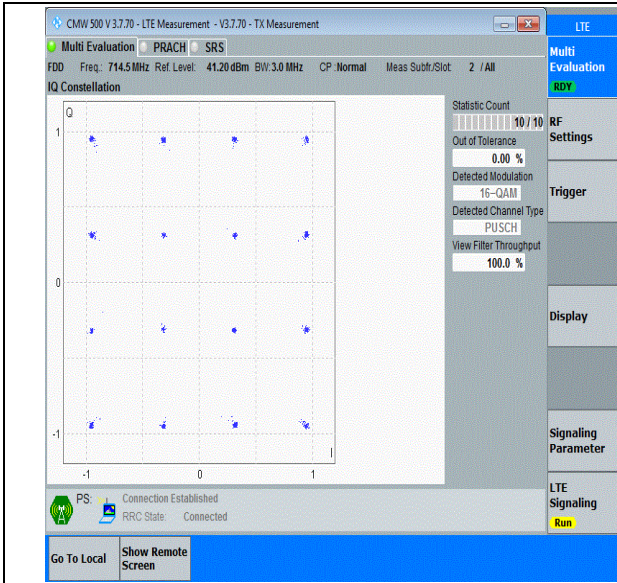 CMW 500 V 3.7.70 - LTE Measurement - V3.7.70 - TX Measurement
Multi Evaluation PRACH SRS
FDD Freq.: 714.5 MHz Ref. Level: 41.20 dBm BW: 3.0 MHz CP : Normal Meas Subfr./Slot: 2 / All
IQ Constellation
Q
1
0
-1
-1 0 1
I
Statistic Count
10 / 10
Out of Tolerance
0.00 %
Detected Modulation
16-QAM
Detected Channel Type
PUSCH
View Filter Throughput
100.0 %
PS: Connection Established
RRC State: Connected
LTE
Multi
Evaluation
RDY
RF
Settings
Trigger
Display
Signaling
Parameter
LTE
Signaling
Run
Go To Local
Show Remote
Screen